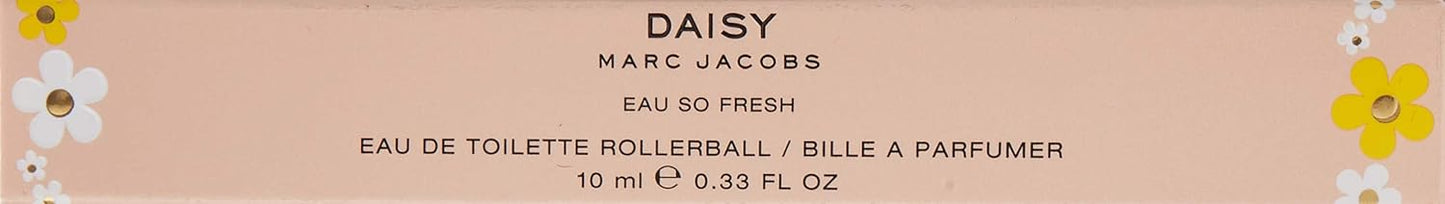 DAISY
MARC JACOBS
EAU SO FRESH
EAU DE TOILETTE ROLLERBALL / BILLE A PARFUMER
10 ml ℮ 0.33 FL OZ